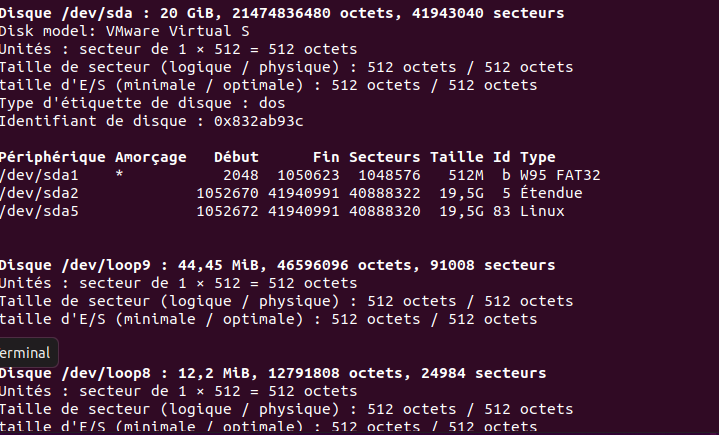 Disque /dev/sda : 20 GiB, 21474836480 octets, 41943040 secteurs
Disk model: VMware Virtual S
Unités : secteur de 1 × 512 = 512 octets
Taille de secteur (logique / physique) : 512 octets / 512 octets
taille d'E/S (minimale / optimale) : 512 octets / 512 octets
Type d'étiquette de disque : dos
Identifiant de disque : 0x832ab93c
Périphérique Amorçage Début Fin Secteurs Taille Id Type
/dev/sda1 * 2048 1050623 1048576 512M b W95 FAT32
/dev/sda2 1052670 41940991 40888322 19,5G 5 Étendue
/dev/sda5 1052672 41940991 40888320 19,5G 83 Linux
Disque /dev/loop9 : 44,45 MiB, 46596096 octets, 91008 secteurs
Unités : secteur de 1 × 512 = 512 octets
Taille de secteur (logique / physique) : 512 octets / 512 octets
taille d'E/S (minimale / optimale) : 512 octets / 512 octets
erminal
Disque /dev/loop8 : 12,2 MiB, 12791808 octets, 24984 secteurs
Unités : secteur de 1 × 512 = 512 octets
Taille de secteur (logique / physique) : 512 octets / 512 octets
taille d'E/S (minimale / optimale) : 512 octets / 512 octets